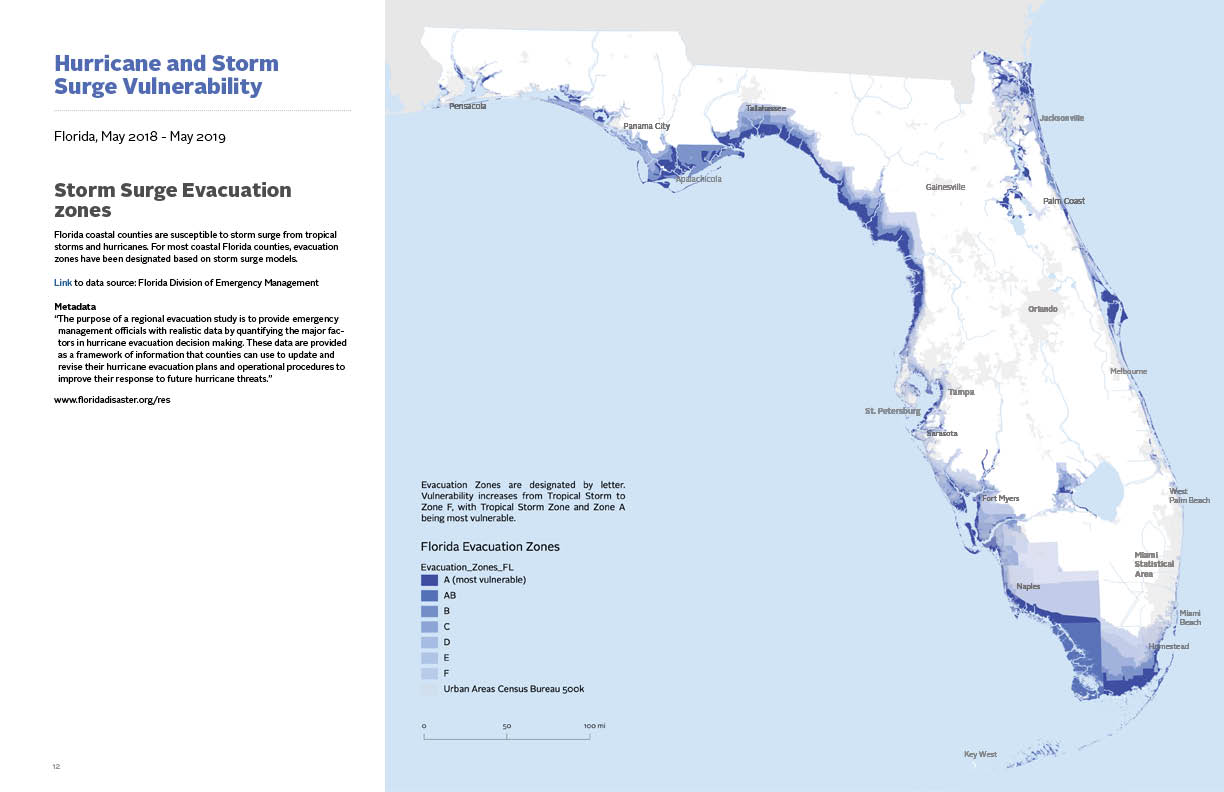 Hurricane and Storm
Surge Vulnerability
Florida, May 2018 - May 2019
Storm Surge Evacuation
zones
Florida coastal counties are susceptible to storm surge from tropical
storms and hurricanes. For most coastal Florida counties, evacuation
zones have been designated based on storm surge models.
Link to data source: Florida Division of Emergency Management
Metadata
"The purpose of a regional evacuation study is to provide emergency
management officials with realistic data by quantifying the major fac-
tors in hurricane evacuation decision making. These data are provided
as a framework of information that counties can use to update and
revise their hurricane evacuation plans and operational procedures to
improve their response to future hurricane threats."
www.floridadisaster.org/res
12
Pensacola
Panama City
Tallahassee
Apalachicola
Jacksonville
Gainesville
Palm Coast
Orlando
Melbourne
Tampa
St. Petersburg
Sarasota
Fort Myers
West
Palm Beach
Miami
Statistical
Area
Naples
Miami
Beach
Homestead
Key West
Evacuation Zones are designated by letter.
Vulnerability increases from Tropical Storm to
Zone F, with Tropical Storm Zone and Zone A
being most vulnerable.
Florida Evacuation Zones
Evacuation_Zones_FL
A (most vulnerable)
AB
B
C
D
E
F
Urban Areas Census Bureau 500k
0 50 100 mi